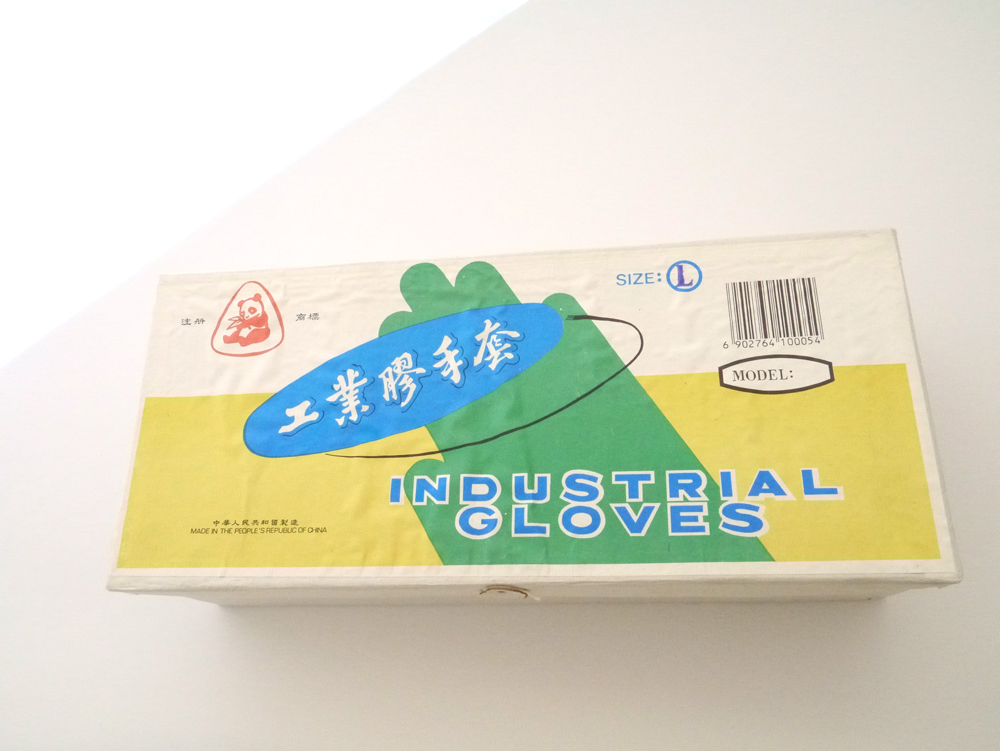 注册 商標
SIZE: L
6 902764 100054
MODEL:
工業膠手套
INDUSTRIAL
GLOVES
中華人民共和國製造
MADE IN THE PEOPLE'S REPUBLIC OF CHINA